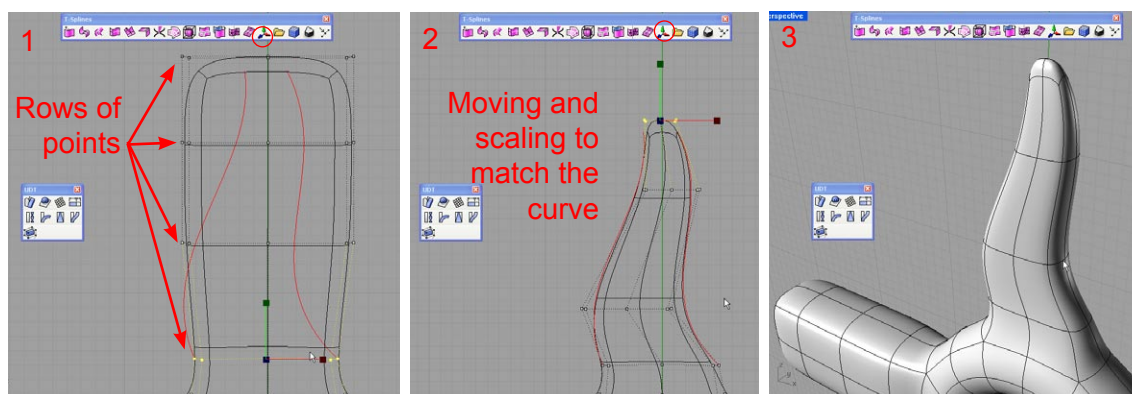 1
T-Splines
Rows of
points
UDT
2
T-Splines
Moving and
scaling to
match the
curve
UDT
erspective
3
T-Splines
UDT
z
y
x